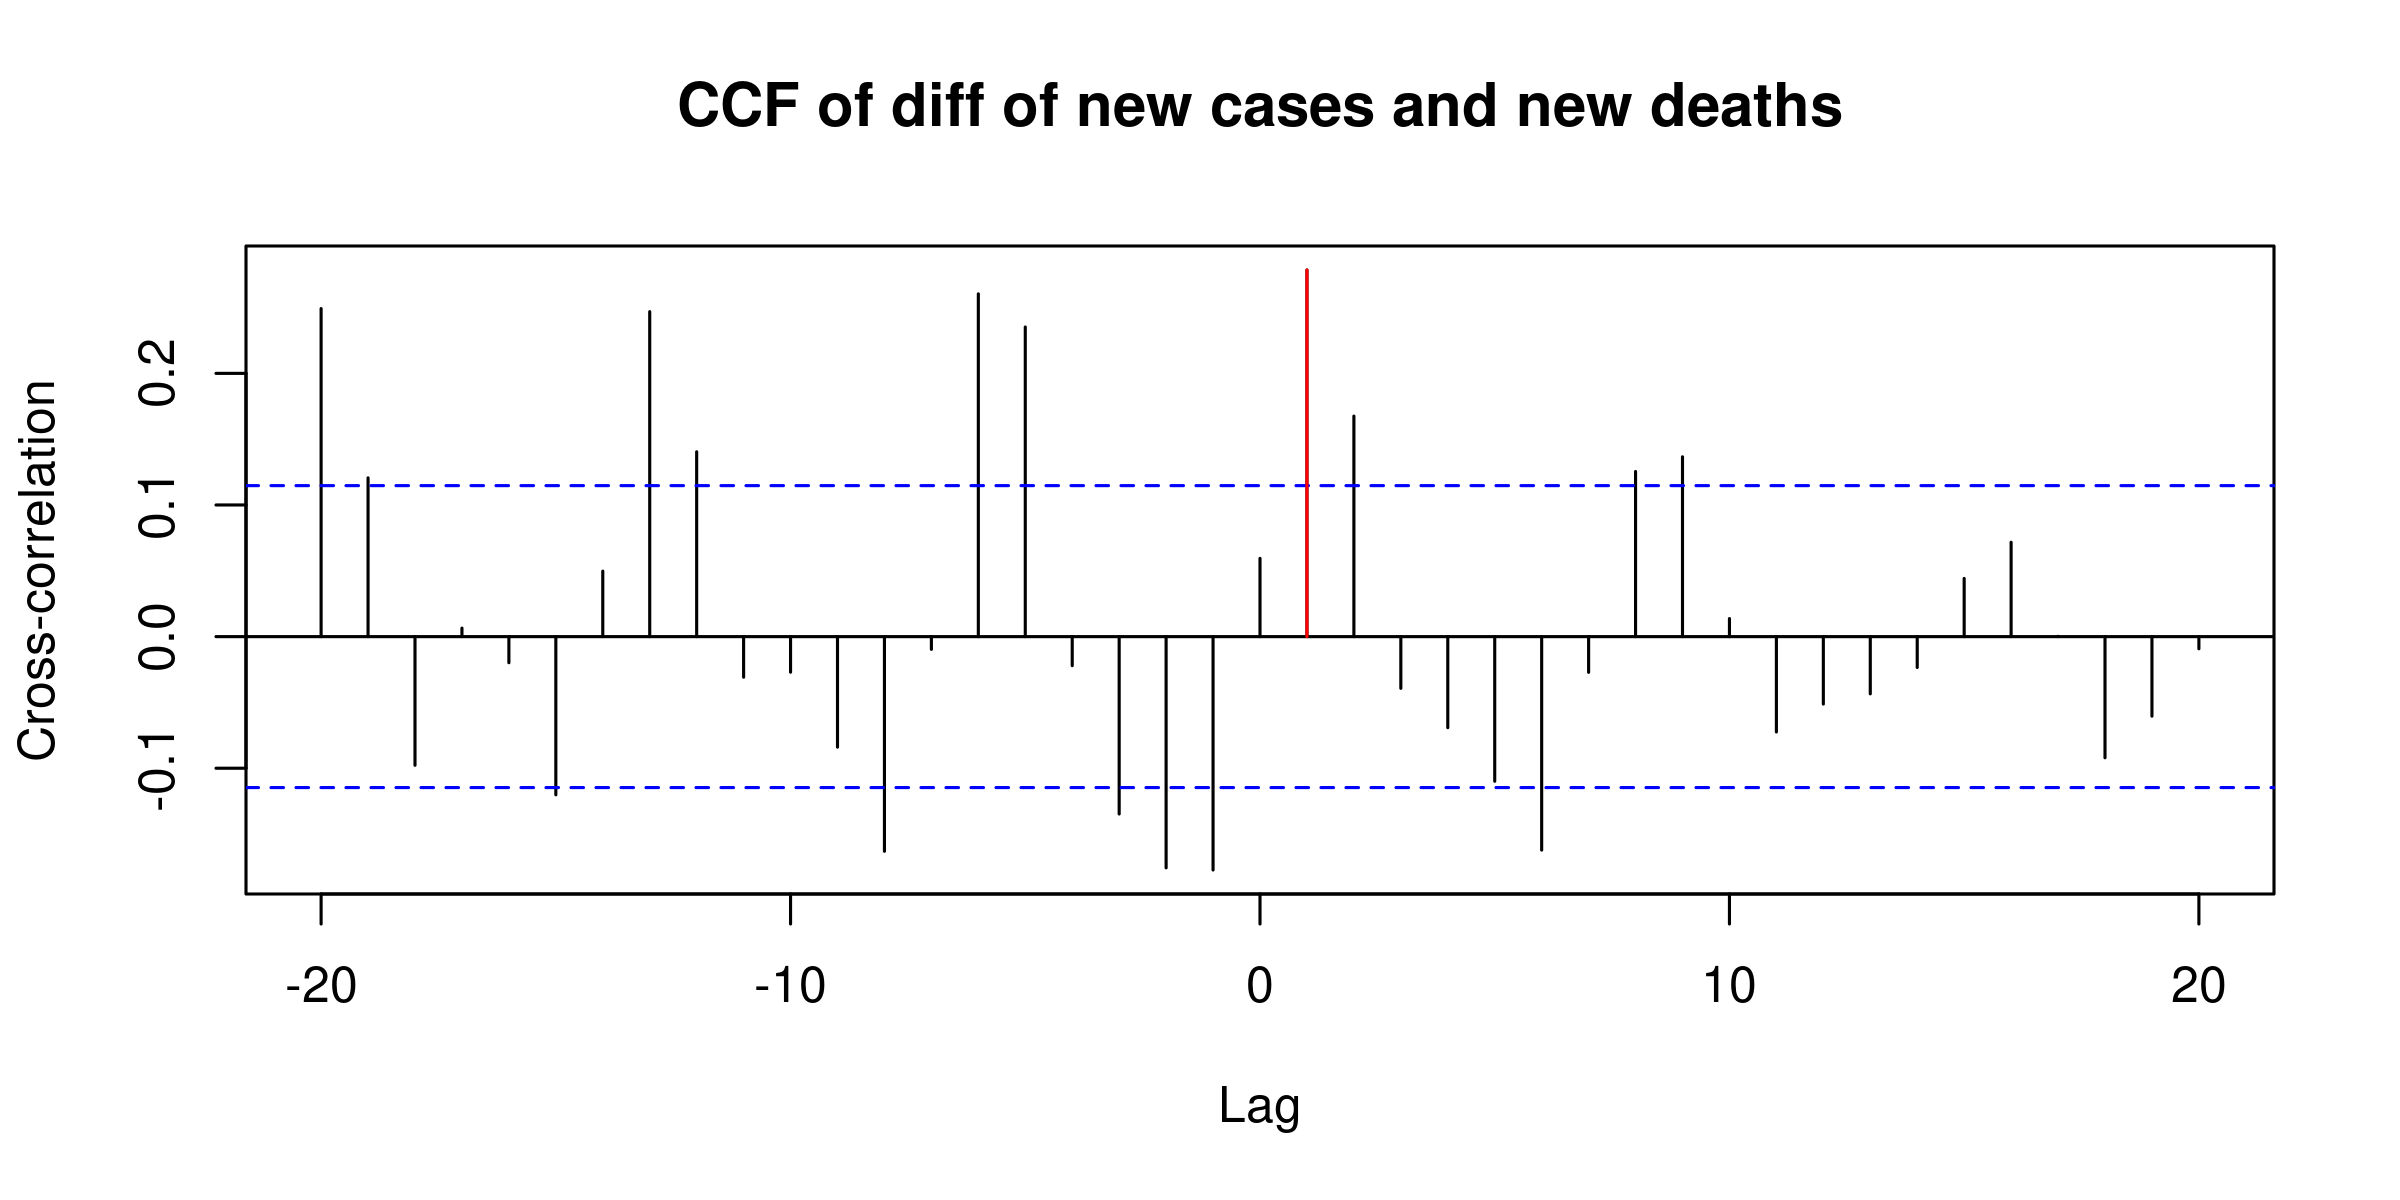 CCF of diff of new cases and new deaths
Cross-correlation
0.2
0.1
0.0
-0.1
-20 -10 0 10 20
Lag